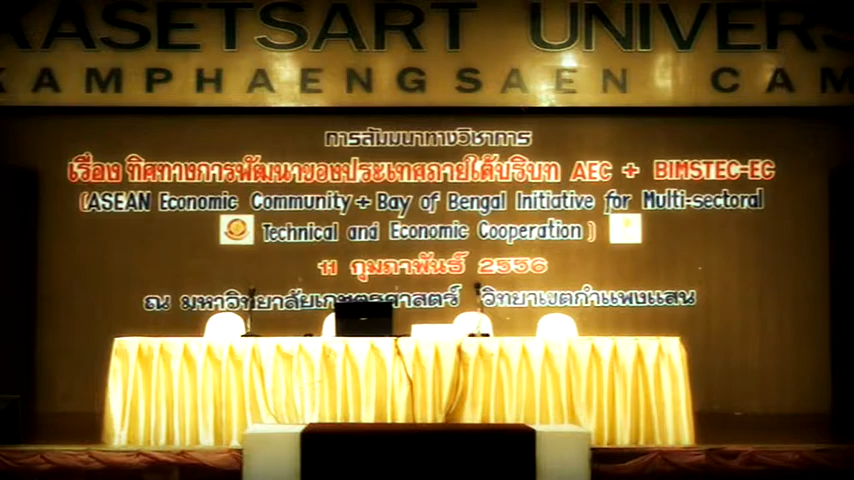 KASETSART UNIVERS
KAMPHAENGSAEN CAM
การสัมมนาทางวิชาการ
เรื่อง ทิศทางการพัฒนาของประเทศภายใต้บริบท AEC + BIMSTEC-EC
(ASEAN Economic Community + Bay of Bengal Initiative for Multi-sectoral
Technical and Economic Cooperation)
11 กุมภาพันธ์ 2556
ณ มหาวิทยาลัยเกษตรศาสตร์ วิทยาเขตกำแพงแสน